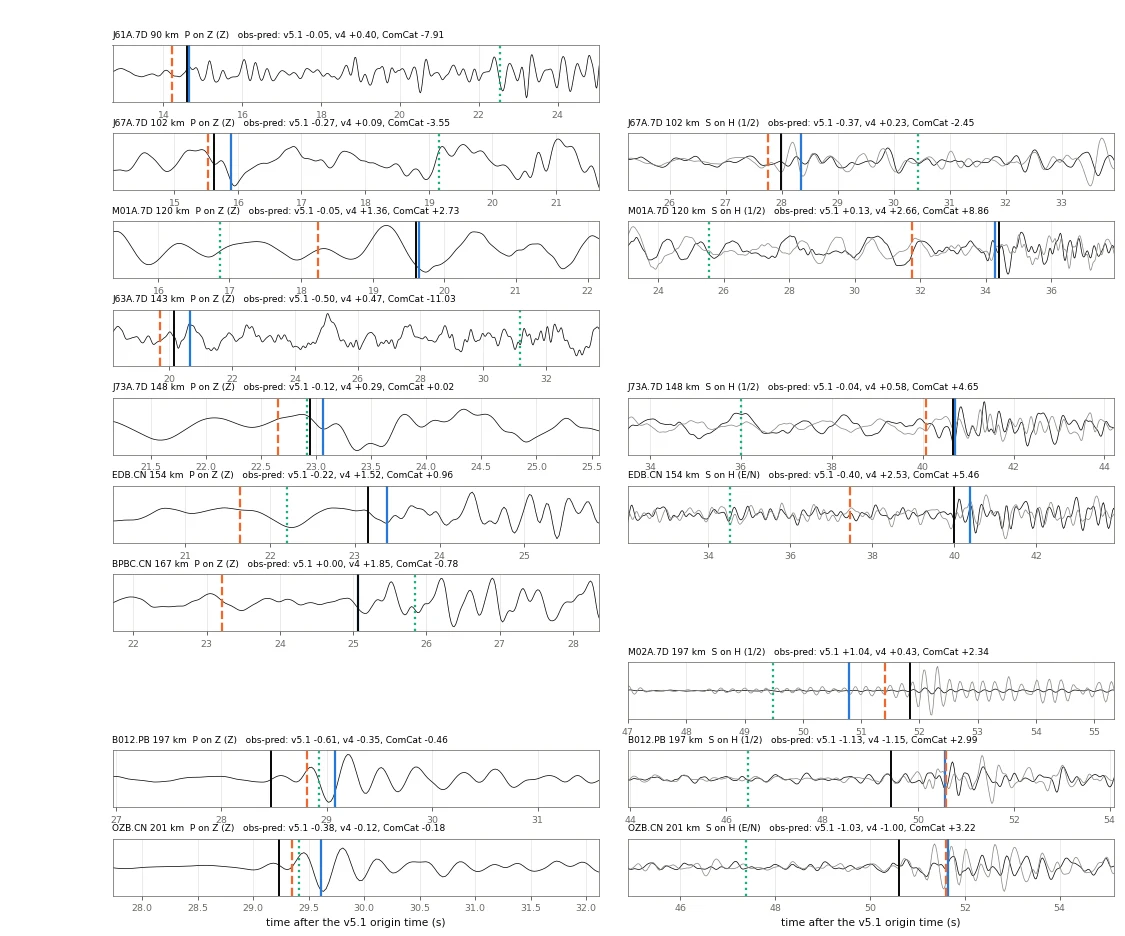 J61A.7D 90 km  P on Z (Z)   obs-pred: v5.1 -0.05, v4 +0.40, ComCat -7.91
14 16 18 20 22 24
J67A.7D 102 km  P on Z (Z)   obs-pred: v5.1 -0.27, v4 +0.09, ComCat -3.55
15 16 17 18 19 20 21
J67A.7D 102 km  S on H (1/2)   obs-pred: v5.1 -0.37, v4 +0.23, ComCat -2.45
26 27 28 29 30 31 32 33
M01A.7D 120 km  P on Z (Z)   obs-pred: v5.1 -0.05, v4 +1.36, ComCat +2.73
16 17 18 19 20 21 22
M01A.7D 120 km  S on H (1/2)   obs-pred: v5.1 +0.13, v4 +2.66, ComCat +8.86
24 26 28 30 32 34 36
J63A.7D 143 km  P on Z (Z)   obs-pred: v5.1 -0.50, v4 +0.47, ComCat -11.03
20 22 24 26 28 30 32
J73A.7D 148 km  P on Z (Z)   obs-pred: v5.1 -0.12, v4 +0.29, ComCat +0.02
21.5 22.0 22.5 23.0 23.5 24.0 24.5 25.0 25.5
J73A.7D 148 km  S on H (1/2)   obs-pred: v5.1 -0.04, v4 +0.58, ComCat +4.65
34 36 38 40 42 44
EDB.CN 154 km  P on Z (Z)   obs-pred: v5.1 -0.22, v4 +1.52, ComCat +0.96
21 22 23 24 25
EDB.CN 154 km  S on H (E/N)   obs-pred: v5.1 -0.40, v4 +2.53, ComCat +5.46
34 36 38 40 42
BPBC.CN 167 km  P on Z (Z)   obs-pred: v5.1 +0.00, v4 +1.85, ComCat -0.78
22 23 24 25 26 27 28
M02A.7D 197 km  S on H (1/2)   obs-pred: v5.1 +1.04, v4 +0.43, ComCat +2.34
47 48 49 50 51 52 53 54 55
B012.PB 197 km  P on Z (Z)   obs-pred: v5.1 -0.61, v4 -0.35, ComCat -0.46
27 28 29 30 31
B012.PB 197 km  S on H (1/2)   obs-pred: v5.1 -1.13, v4 -1.15, ComCat +2.99
44 46 48 50 52 54
OZB.CN 201 km  P on Z (Z)   obs-pred: v5.1 -0.38, v4 -0.12, ComCat -0.18
28.0 28.5 29.0 29.5 30.0 30.5 31.0 31.5 32.0
time after the v5.1 origin time (s)
OZB.CN 201 km  S on H (E/N)   obs-pred: v5.1 -1.03, v4 -1.00, ComCat +3.22
46 48 50 52 54
time after the v5.1 origin time (s)